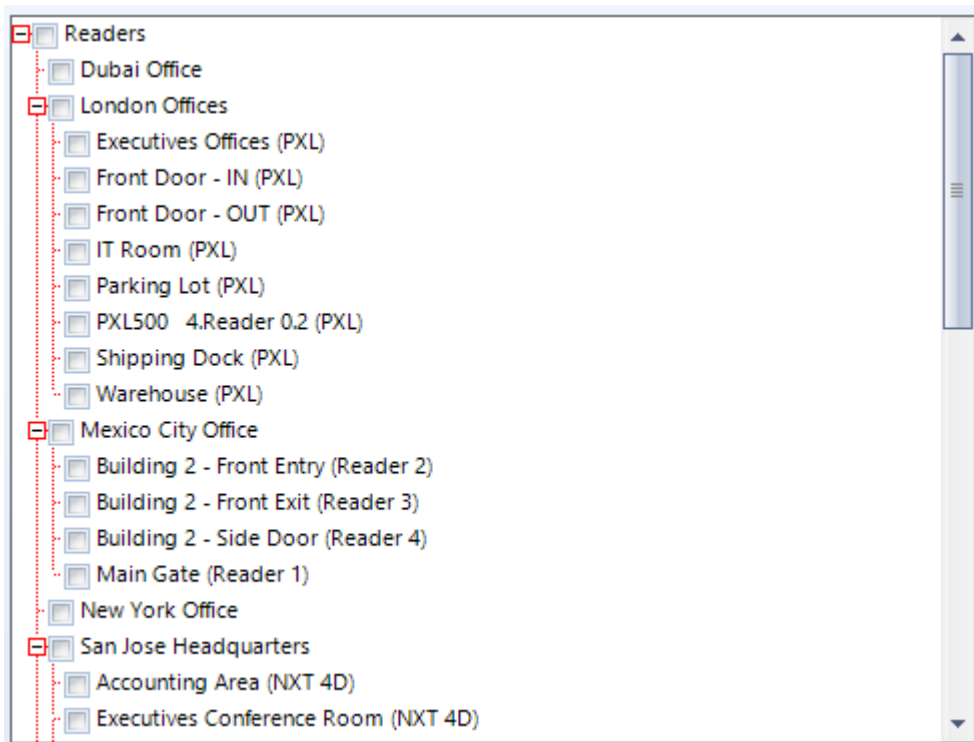 Readers
Dubai Office
London Offices
Executives Offices (PXL)
Front Door - IN (PXL)
Front Door - OUT (PXL)
IT Room (PXL)
Parking Lot (PXL)
PXL500   4.Reader 0.2 (PXL)
Shipping Dock (PXL)
Warehouse (PXL)
Mexico City Office
Building 2 - Front Entry (Reader 2)
Building 2 - Front Exit (Reader 3)
Building 2 - Side Door (Reader 4)
Main Gate (Reader 1)
New York Office
San Jose Headquarters
Accounting Area (NXT 4D)
Executives Conference Room (NXT 4D)